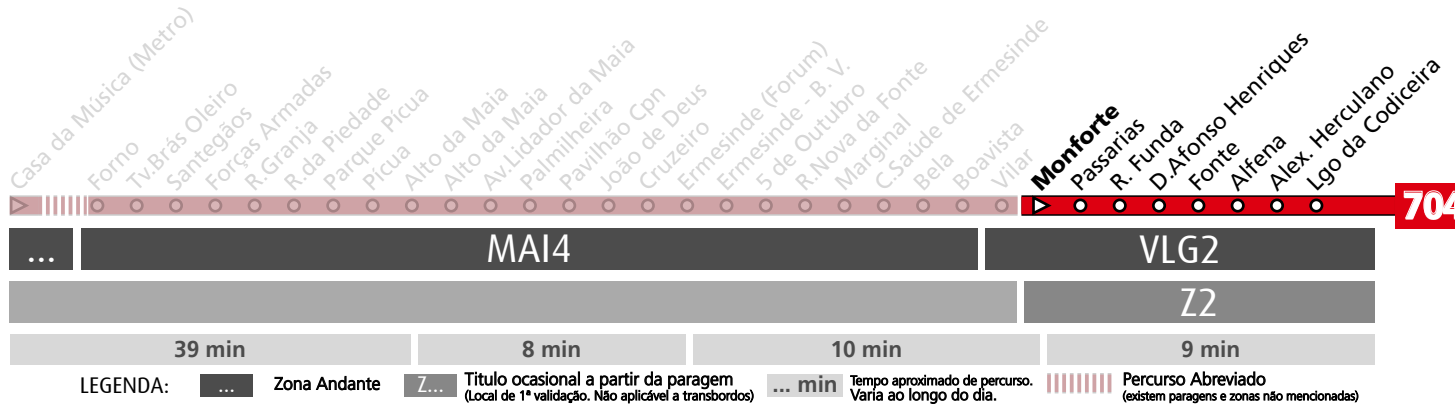 Casa da Música (Metro)
Forno
Tv.Brás Oleiro
Santegãos
Forças Armadas
R.Granja
R.da Piedade
Parque Pícua
Pícua
Alto da Maia
Alto da Maia
Av.Lidador da Maia
Palmilheira
Pavilhão Cpn
João de Deus
Cruzeiro
Ermesinde (Forum)
Ermesinde - B. V.
5 de Outubro
R.Nova da Fonte
Marginal
C.Saúde de Ermesinde
Bela
Boavista
Vilar
Monforte
Passarias
R. Funda
D.Afonso Henriques
Fonte
Alfena
Alex. Herculano
Lgo da Codiceira
704
... MAI4 VLG2
Z2
39 min 8 min 10 min 9 min
LEGENDA:
... Zona Andante
Z... Titulo ocasional a partir da paragem
(Local de 1ª validação. Não aplicável a transbordos)
... min Tempo aproximado de percurso.
Varia ao longo do dia.
Percurso Abreviado
(existem paragens e zonas não mencionadas)